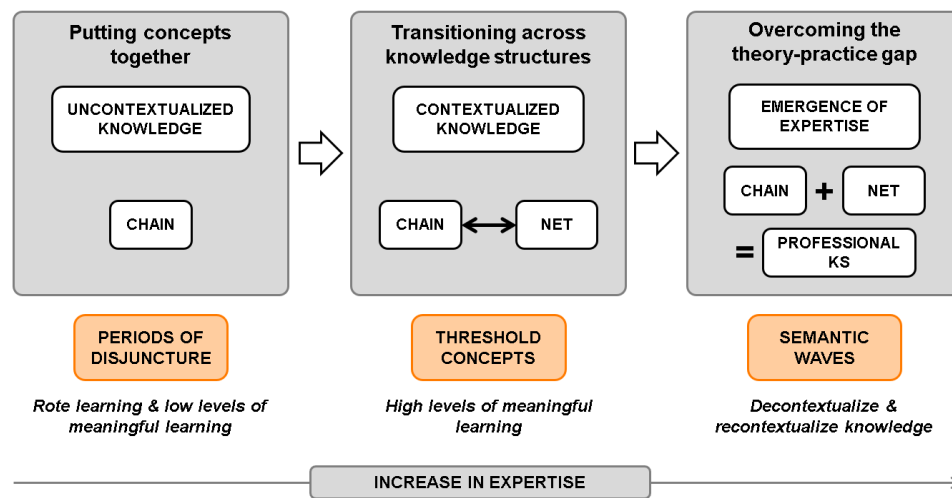 Putting concepts
together
UNCONTEXTUALIZED
KNOWLEDGE
CHAIN
Transitioning across
knowledge structures
CONTEXTUALIZED
KNOWLEDGE
CHAIN
NET
Overcoming the
theory-practice gap
EMERGENCE OF
EXPERTISE
CHAIN + NET
= PROFESSIONAL
KS
PERIODS OF
DISJUNCTURE
Rote learning & low levels of
meaningful learning
THRESHOLD
CONCEPTS
High levels of meaningful
learning
SEMANTIC
WAVES
Decontextualize &
recontextualize knowledge
INCREASE IN EXPERTISE